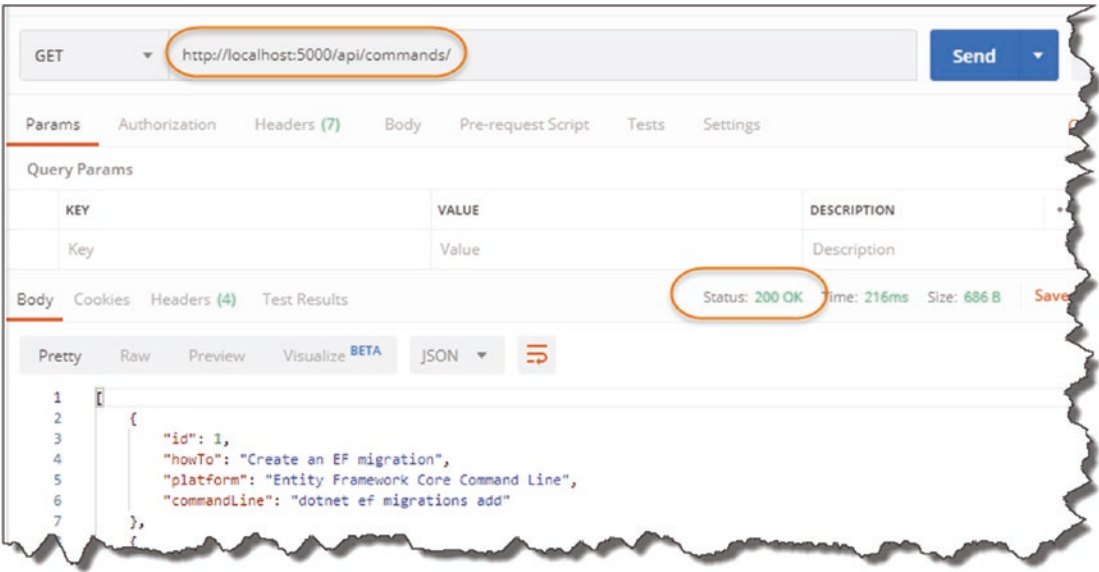 GET http://localhost:5000/api/commands/ Send
Params Authorization Headers (7) Body Pre-request Script Tests Settings
Query Params
KEY VALUE DESCRIPTION
Key Value Description
Body Cookies Headers (4) Test Results Status: 200 OK Time: 216ms Size: 686 B Save
Pretty Raw Preview Visualize BETA JSON
1 [
2 {
3 "id": 1,
4 "howTo": "Create an EF migration",
5 "platform": "Entity Framework Core Command Line",
6 "commandLine": "dotnet ef migrations add"
7 },
{